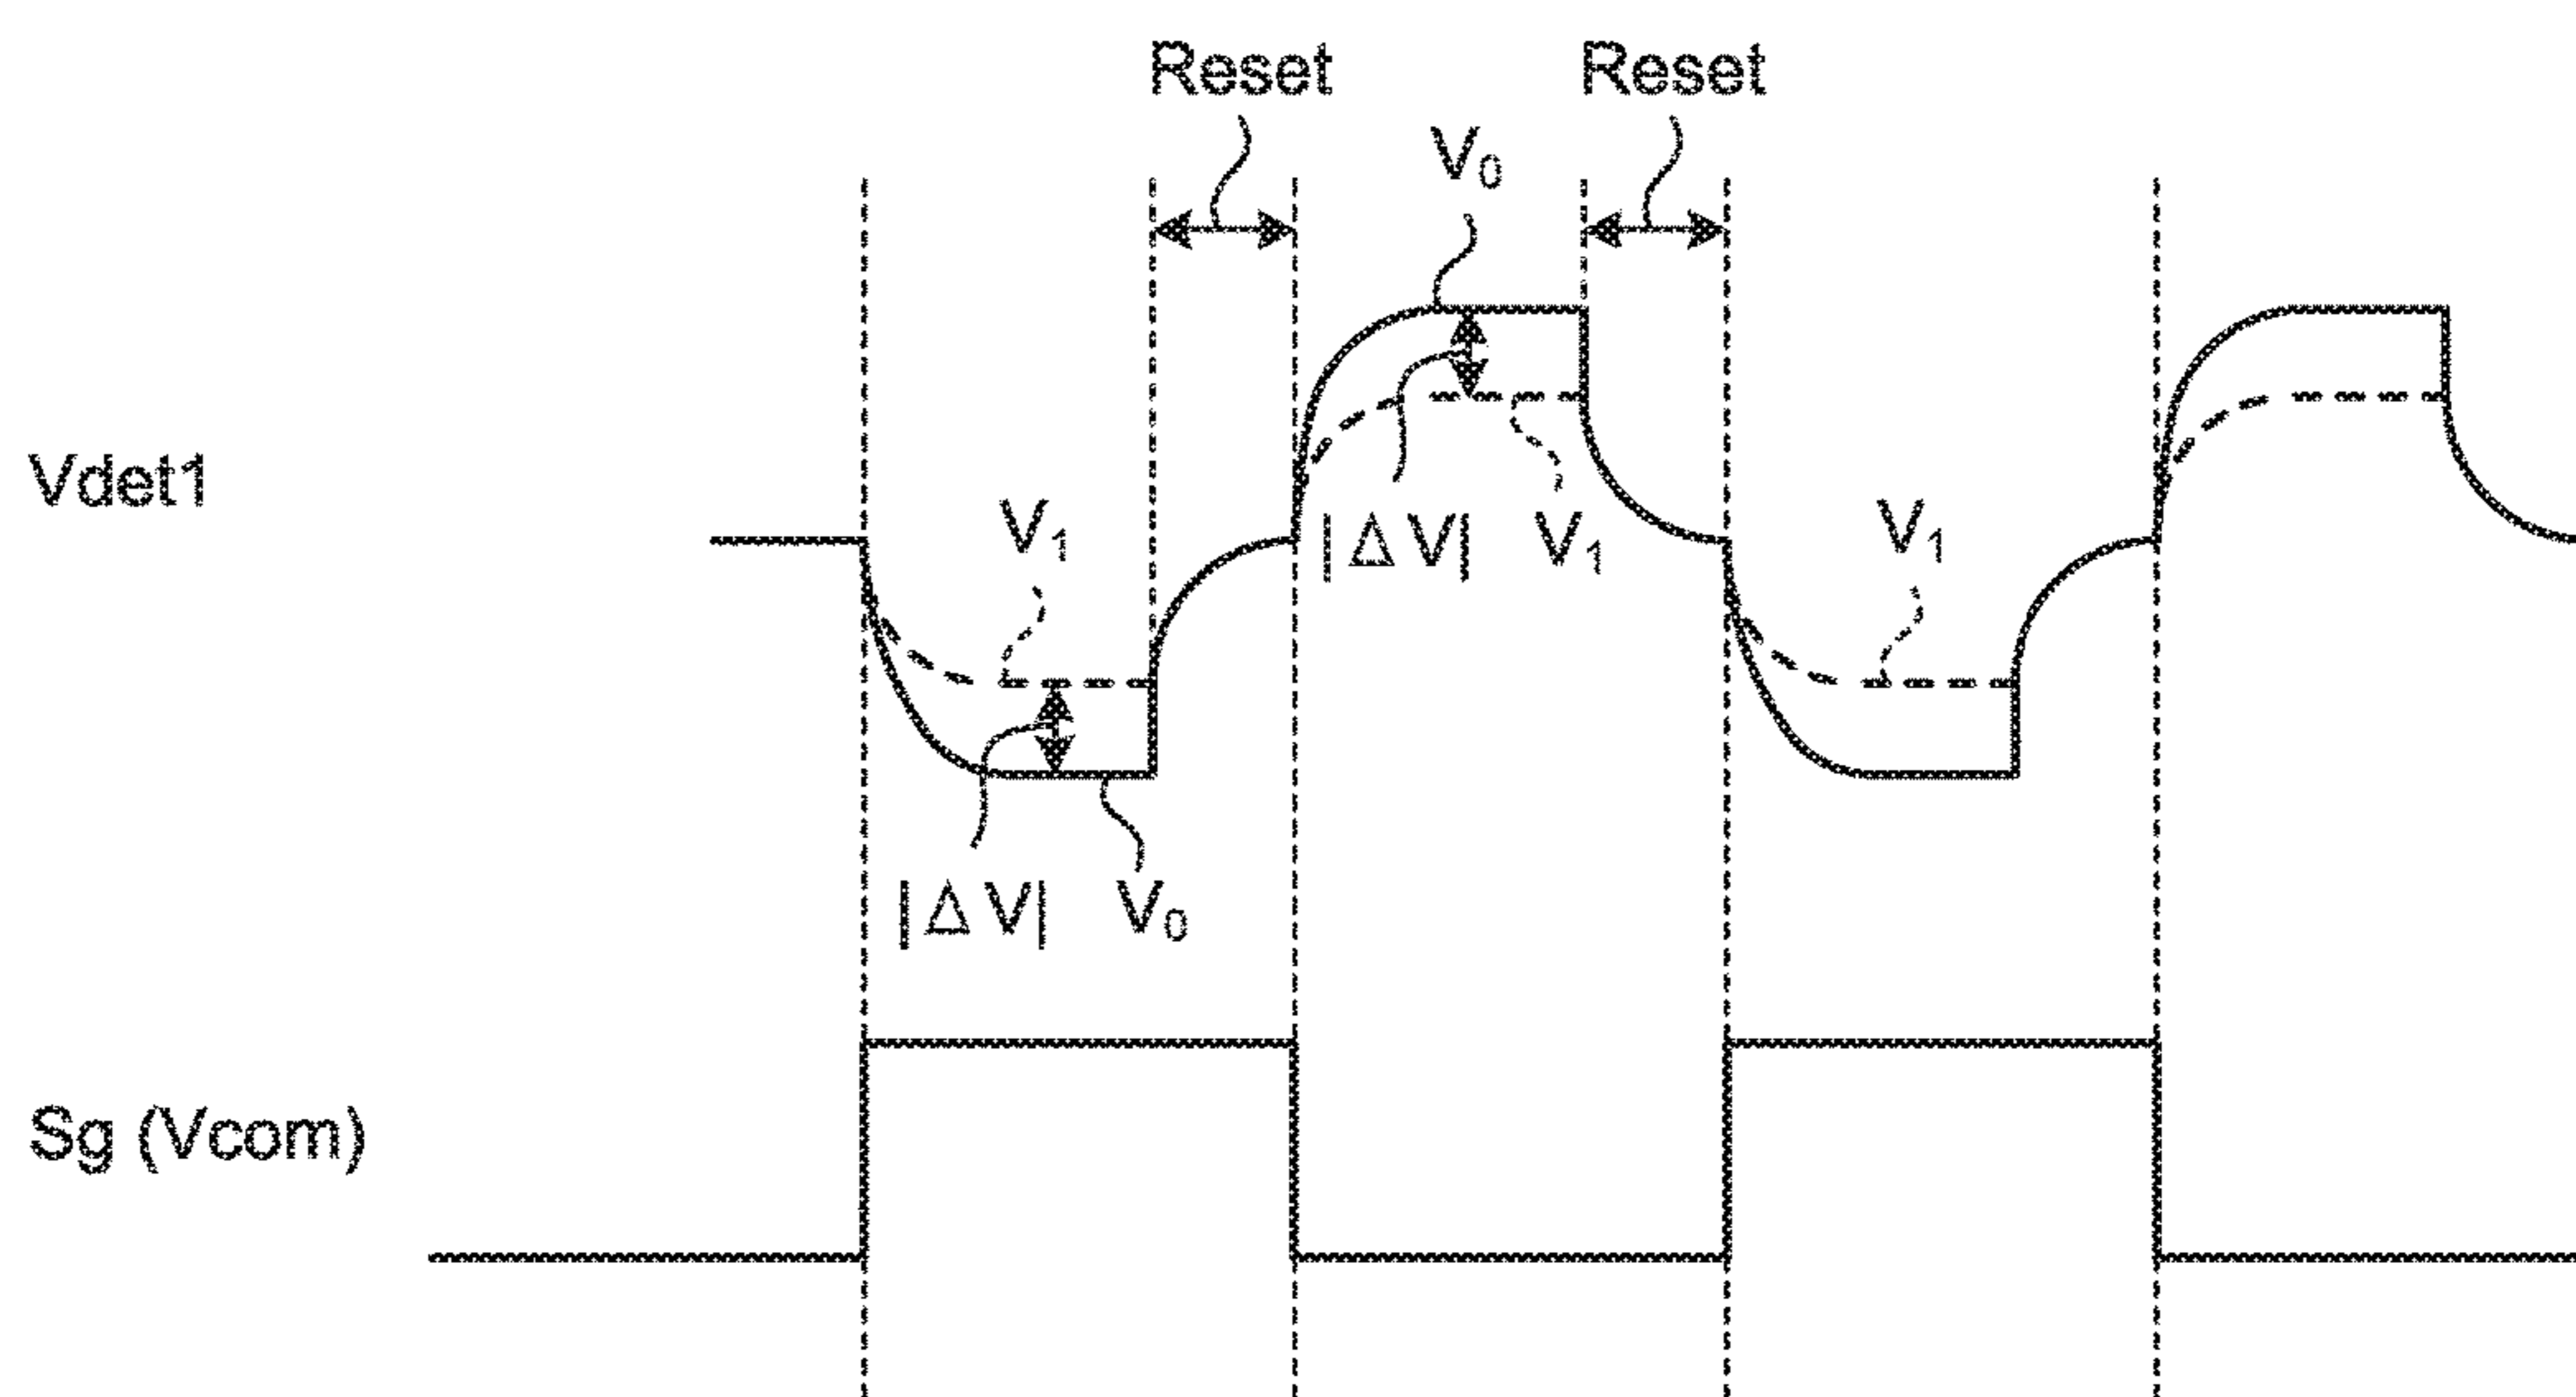 Reset Reset
V₀
Vdet1
V₁ |ΔV| V₁ V₁
|ΔV| V₀
Sg (Vcom)